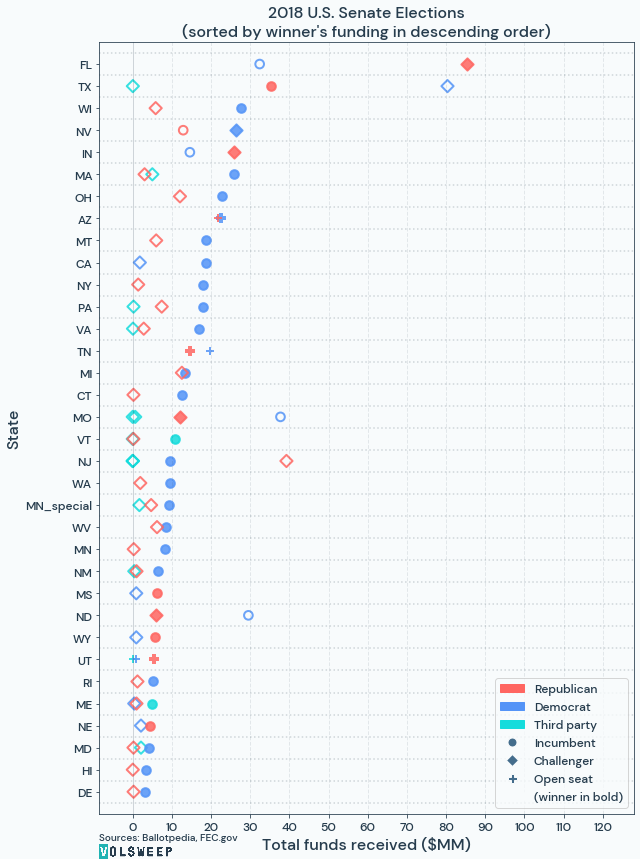 2018 U.S. Senate Elections
(sorted by winner's funding in descending order)
FL
TX
WI
NV
IN
MA
OH
AZ
MT
CA
NY
PA
VA
TN
MI
CT
MO
VT
NJ
WA
MN_special
WV
MN
NM
MS
ND
WY
UT
RI
ME
NE
MD
HI
DE
State
Republican
Democrat
Third party
Incumbent
Challenger
Open seat
(winner in bold)
0 10 20 30 40 50 60 70 80 90 100 110 120
Total funds received ($MM)
Sources: Ballotpedia, FEC.gov
VOLSWEEP